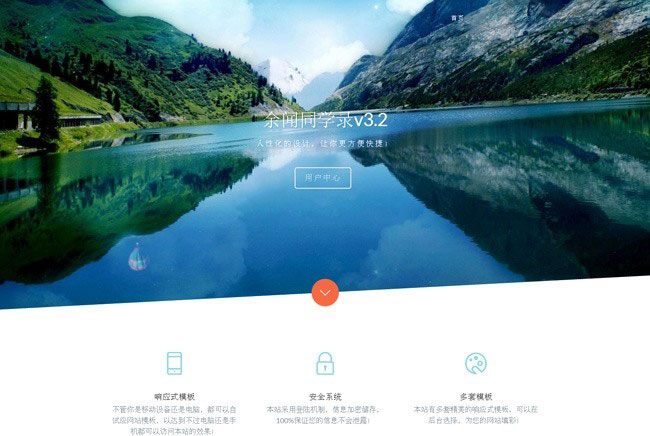 首页
余闻同学录v3.2
人性化的设计，让你更方便快捷！
用户中心
响应式模板
不管你是移动设备还是电脑，都可以自
试应网站模板，以达到不过电脑还是手
机都可以访问本站的效果！
安全系统
本站采用登陆机制，信息加密储存，
100%保证您的信息不会泄露！
多套模板
本站有多套精美的响应式模板，可以在
后台选择，为您的网站增彩！